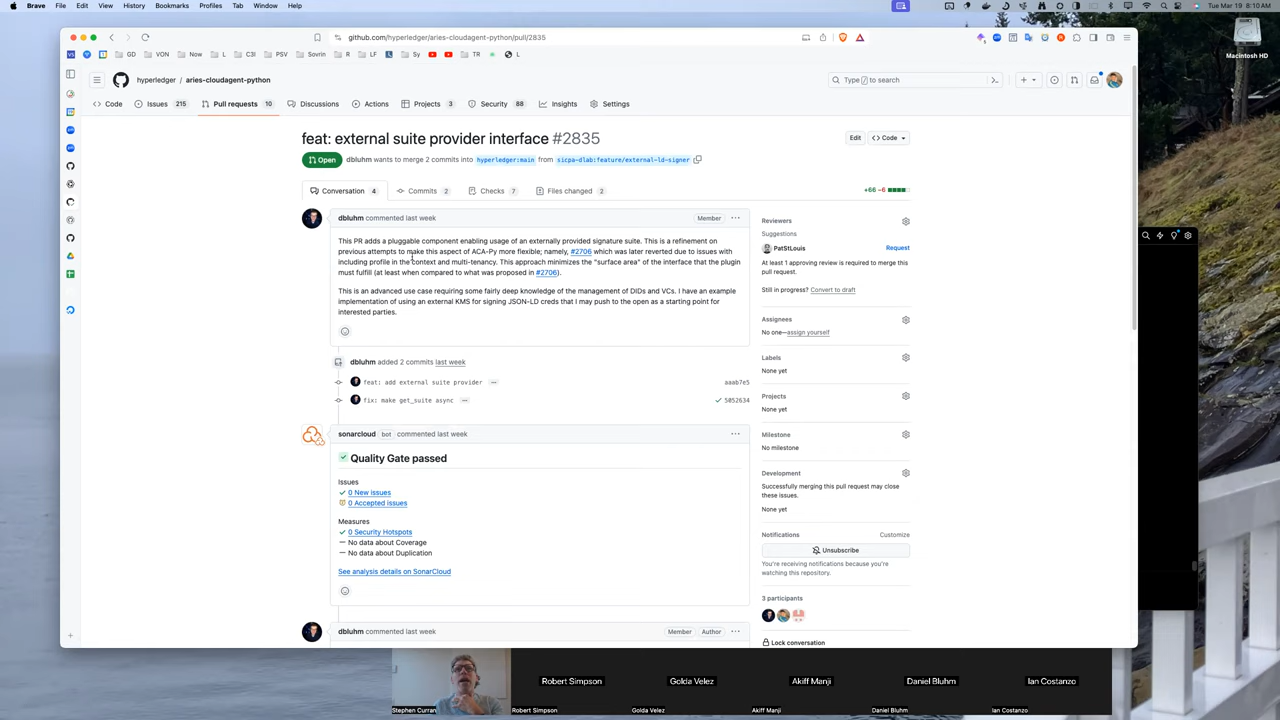 Brave File Edit View History Bookmarks Profiles Tab Window Help
Tue Mar 19 8:10 AM
github.com/hyperledger/aries-cloudagent-python/pull/2835
GD VON Now L C3I PSV Sovrin R LF Sy TR L
Macintosh HD
hyperledger / aries-cloudagent-python
Type / to search
Code Issues 215 Pull requests 10 Discussions Actions Projects 3 Security 88 Insights Settings
feat: external suite provider interface #2835
Edit <> Code
Open dbluhm wants to merge 2 commits into hyperledger:main from sicpa-dlab:feature/external-ld-signer
Conversation 4 Commits 2 Checks 7 Files changed 2
+66 −6
dbluhm commented last week
Member
This PR adds a pluggable component enabling usage of an externally provided signature suite. This is a refinement on
previous attempts to make this aspect of ACA-Py more flexible; namely, #2706 which was later reverted due to issues with
including profile in the context and multi-tenancy. This approach minimizes the "surface area" of the interface that the plugin
must fulfill (at least when compared to what was proposed in #2706).
This is an advanced use case requiring some fairly deep knowledge of the management of DIDs and VCs. I have an example
implementation of using an external KMS for signing JSON-LD creds that I may push to the open as a starting point for
interested parties.
dbluhm added 2 commits last week
feat: add external suite provider
aaab7e5
fix: make get_suite async
5052634
sonarcloud bot commented last week
Quality Gate passed
Issues
0 New issues
0 Accepted issues
Measures
0 Security Hotspots
No data about Coverage
No data about Duplication
See analysis details on SonarCloud
dbluhm commented last week
Member Author
Reviewers
Suggestions
PatStLouis Request
At least 1 approving review is required to merge this
pull request.
Still in progress? Convert to draft
Assignees
No one—assign yourself
Labels
None yet
Projects
None yet
Milestone
No milestone
Development
Successfully merging this pull request may close
these issues.
None yet
Notifications Customize
Unsubscribe
You're receiving notifications because you're
watching this repository.
3 participants
Lock conversation
Robert Simpson Golda Velez Akiff Manji Daniel Bluhm Ian Costanzo
Stephen Curran Robert Simpson Golda Velez Akiff Manji Daniel Bluhm Ian Costanzo